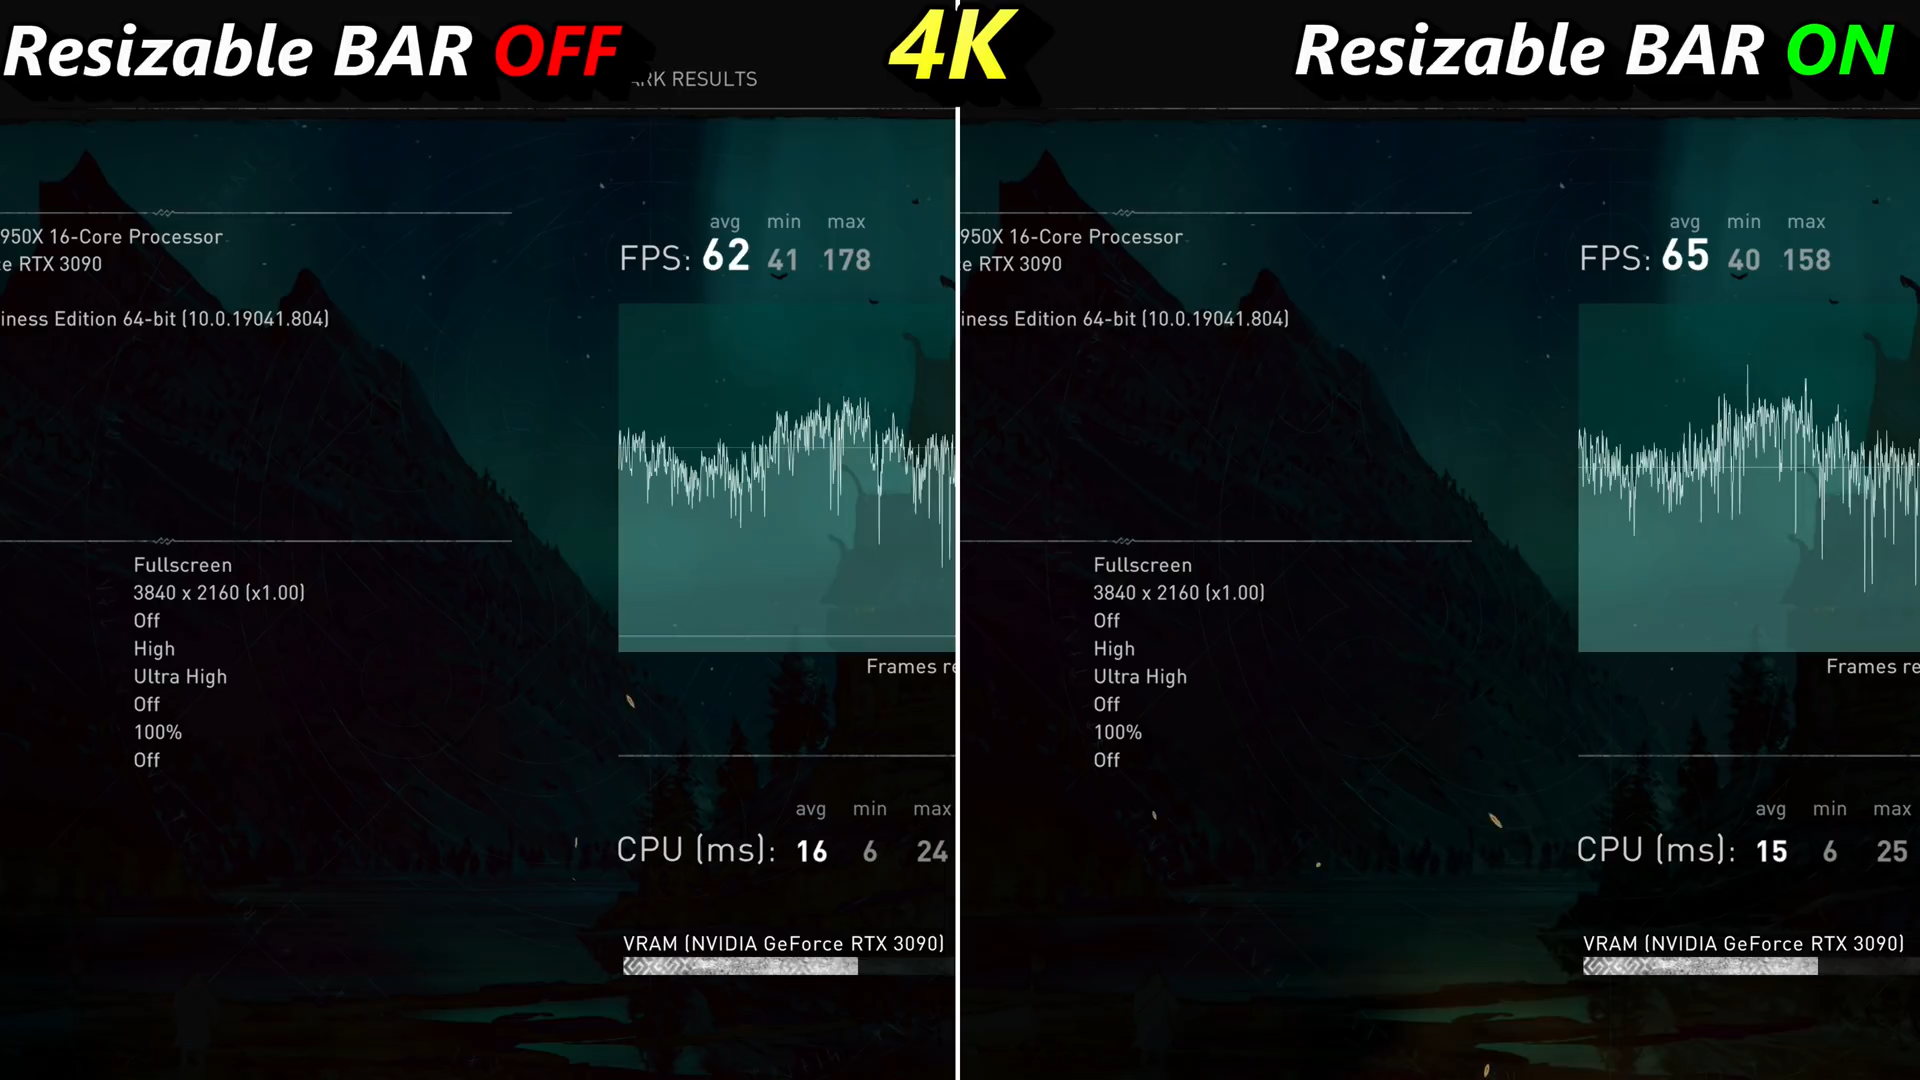 Resizable BAR OFF
4K
Resizable BAR ON
ARK RESULTS
avg min max
950X 16-Core Processor
e RTX 3090
FPS: 62 41 178
iness Edition 64-bit (10.0.19041.804)
Fullscreen
3840 x 2160 (x1.00)
Off
High
Ultra High
Off
100%
Off
Frames re
avg min max
CPU (ms): 16 6 24
VRAM (NVIDIA GeForce RTX 3090)
avg min max
950X 16-Core Processor
e RTX 3090
FPS: 65 40 158
iness Edition 64-bit (10.0.19041.804)
Fullscreen
3840 x 2160 (x1.00)
Off
High
Ultra High
Off
100%
Off
Frames re
avg min max
CPU (ms): 15 6 25
VRAM (NVIDIA GeForce RTX 3090)